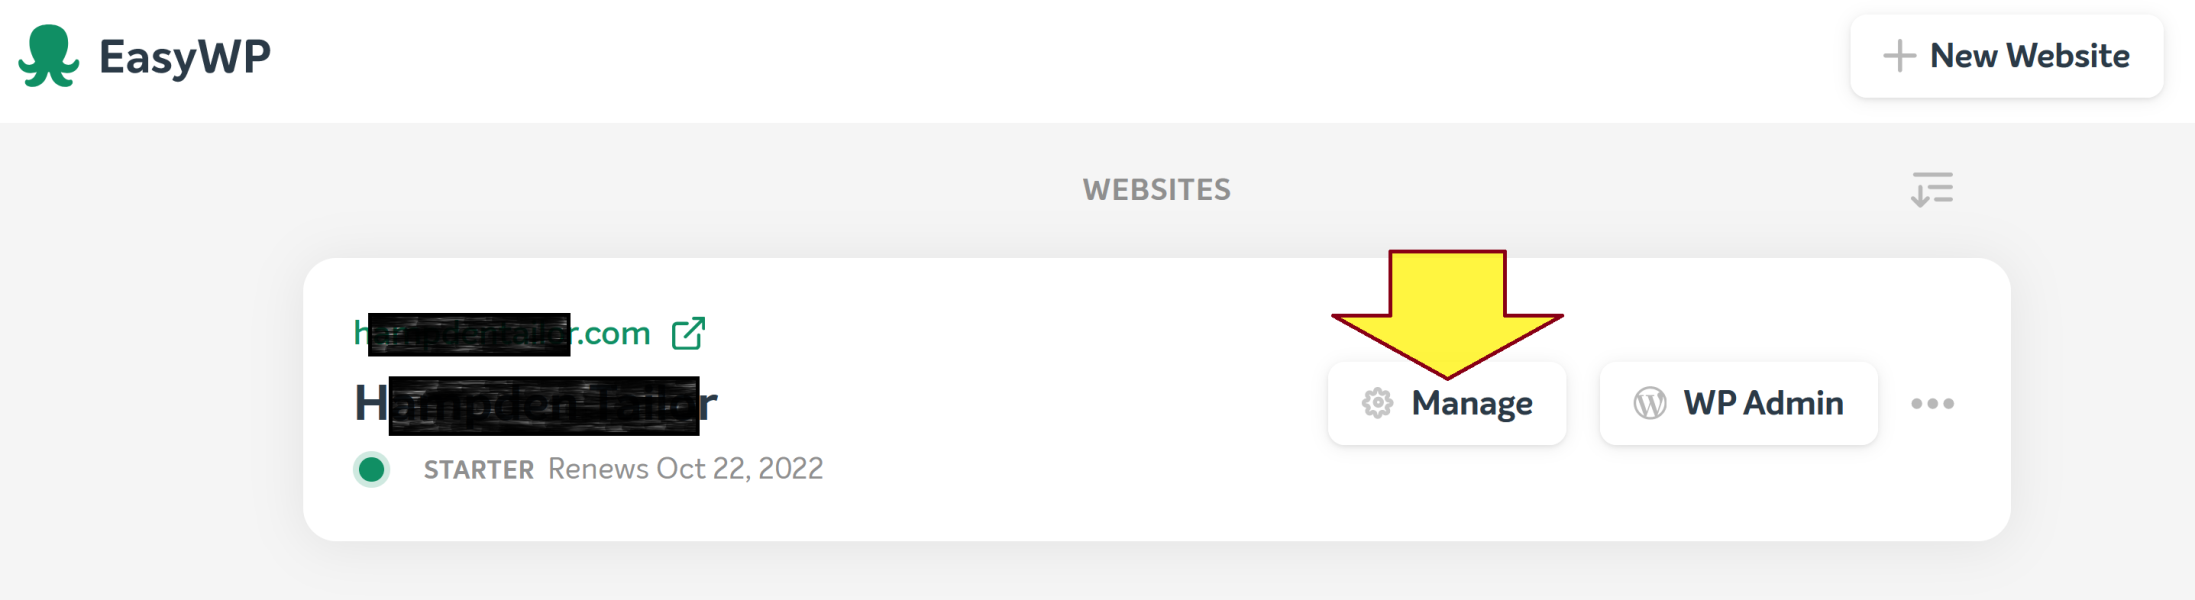 EasyWP
New Website
WEBSITES
.com
Manage
WP Admin
STARTER Renews Oct 22, 2022